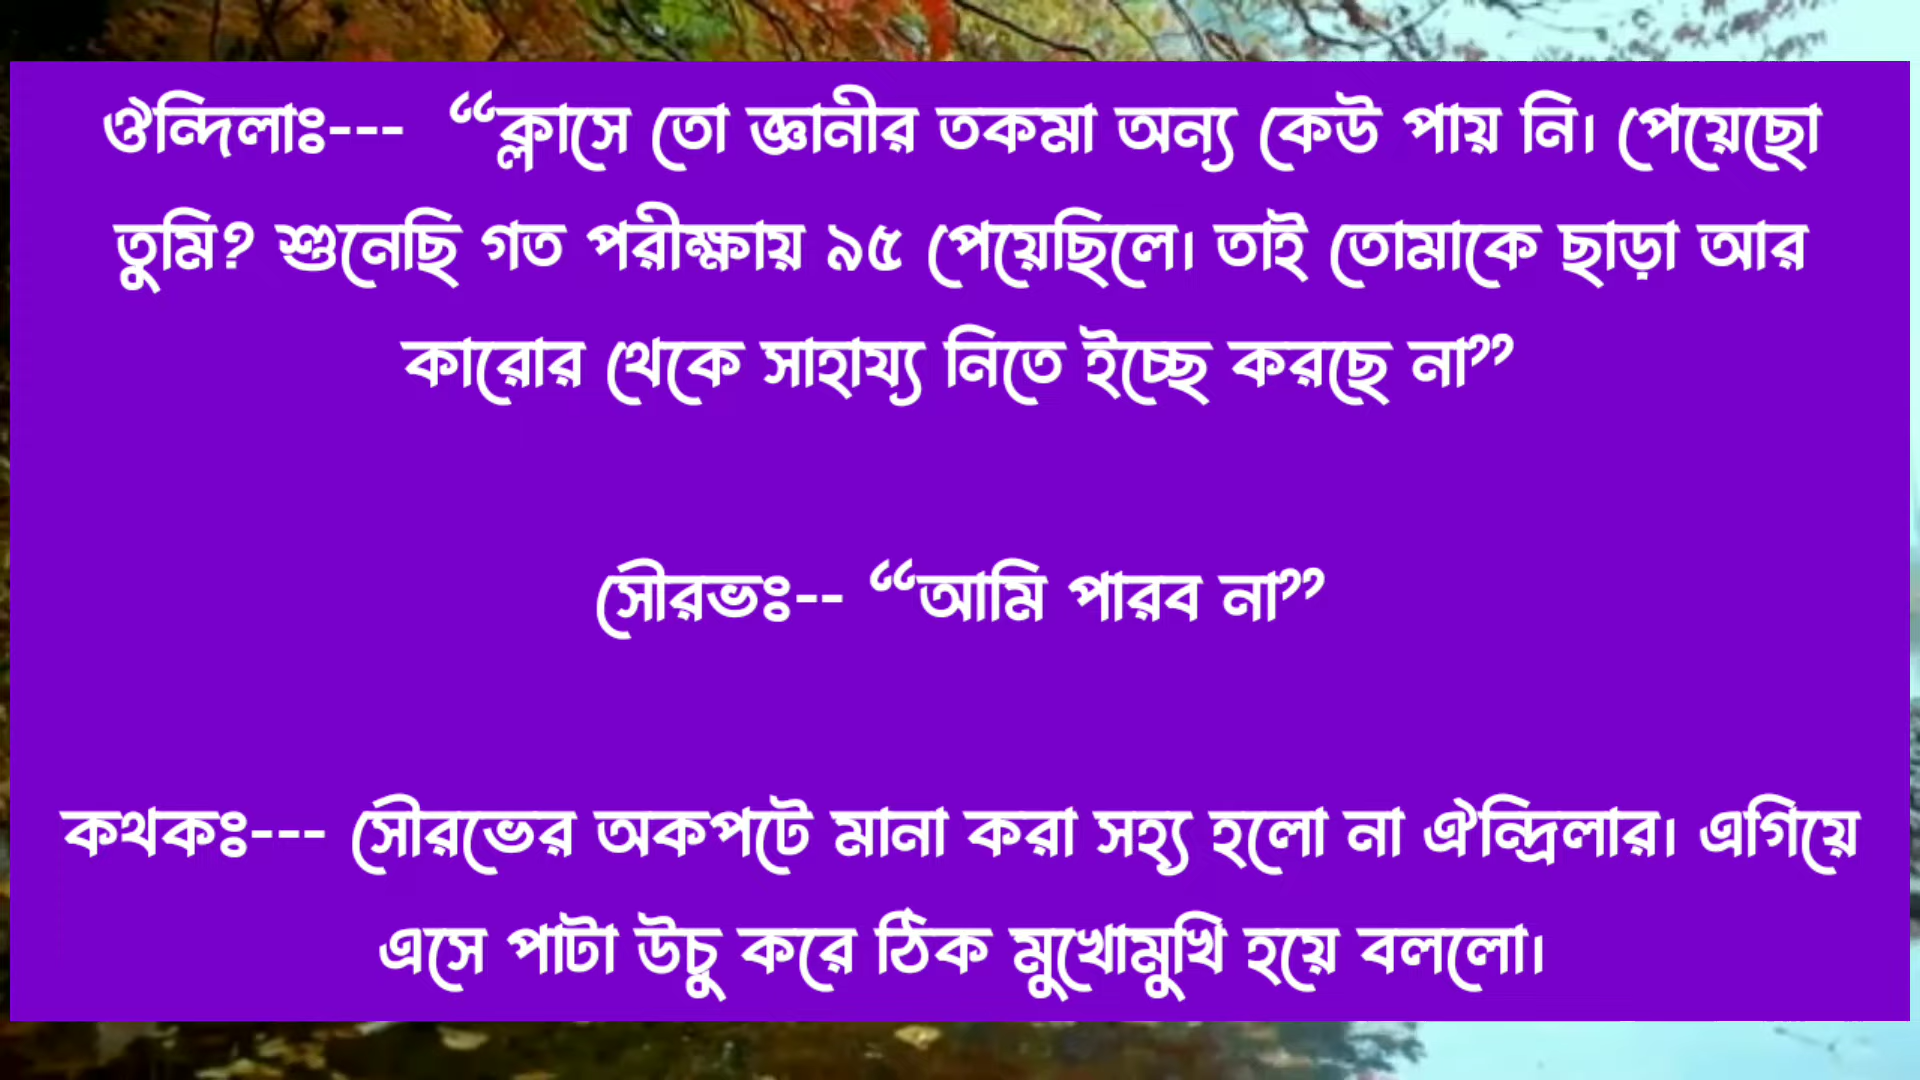 ঔন্দিলাঃ--- “ক্লাসে তো জ্ঞানীর তকমা অন্য কেউ পায় নি। পেয়েছো
তুমি? শুনেছি গত পরীক্ষায় ৯৫ পেয়েছিলে। তাই তোমাকে ছাড়া আর
কারোর থেকে সাহায্য নিতে ইচ্ছে করছে না”
সৌরভঃ-- “আমি পারব না”
কথকঃ--- সৌরভের অকপটে মানা করা সহ্য হলো না ঐন্দ্রিলার। এগিয়ে
এসে পাটা উচু করে ঠিক মুখোমুখি হয়ে বললো।